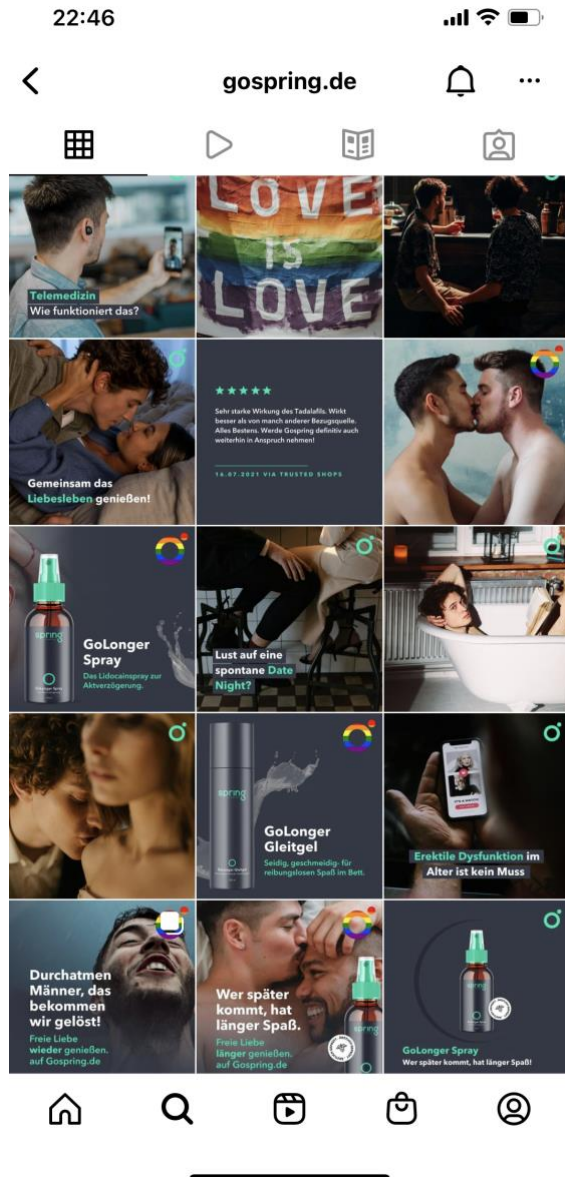 22:46
gospring.de
Telemedizin
Wie funktioniert das?
LOVE
IS
LOVE
Gemeinsam das
Liebesleben genießen!
Sehr starke Wirkung des Tadalafils. Wirkt
besser als von manch anderer Bezugsquelle.
Alles Bestens. Werde Gospring definitiv auch
weiterhin in Anspruch nehmen!
16.07.2021 VIA TRUSTED SHOPS
spring
GoLonger
Spray
Das Lidocainspray zur
Aktverzögerung.
Lust auf eine
spontane Date
Night?
spring
GoLonger
Gleitgel
Seidig, geschmeidig- für
reibungslosen Spaß im Bett.
Erektile Dysfunktion im
Alter ist kein Muss
Durchatmen
Männer, das
bekommen
wir gelöst!
Freie Liebe
wieder genießen.
auf Gospring.de
Wer später
kommt, hat
länger Spaß.
Freie Liebe
länger genießen.
auf Gospring.de
spring
spring
GoLonger Spray
Wer später kommt, hat länger Spaß!